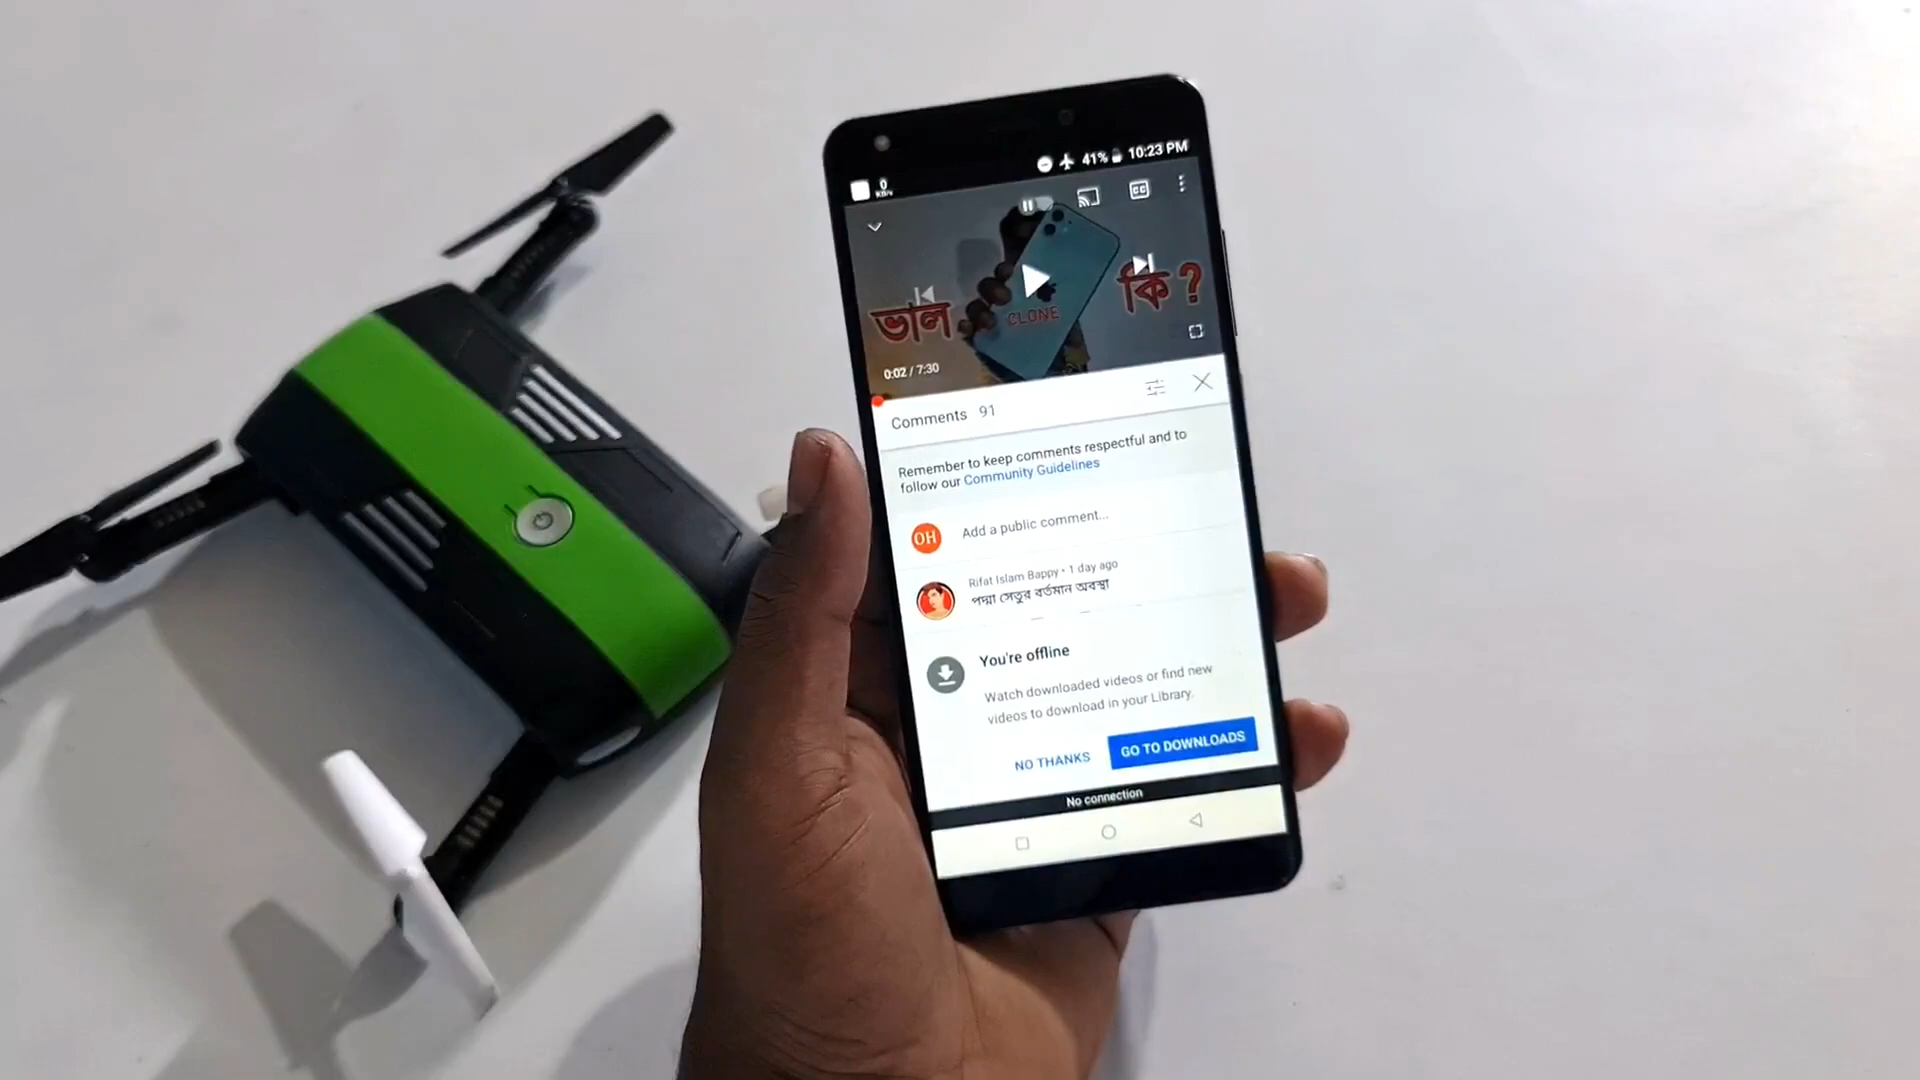 0
KB/s
41%
10:23 PM
CC
ভাল
কি ?
CLONE
0:02 / 7:30
Comments 91
Remember to keep comments respectful and to
follow our Community Guidelines
OH
Add a public comment...
Rifat Islam Bappy • 1 day ago
পদ্মা সেতুর বর্তমান অবস্থা
You're offline
Watch downloaded videos or find new
videos to download in your Library.
NO THANKS
GO TO DOWNLOADS
No connection